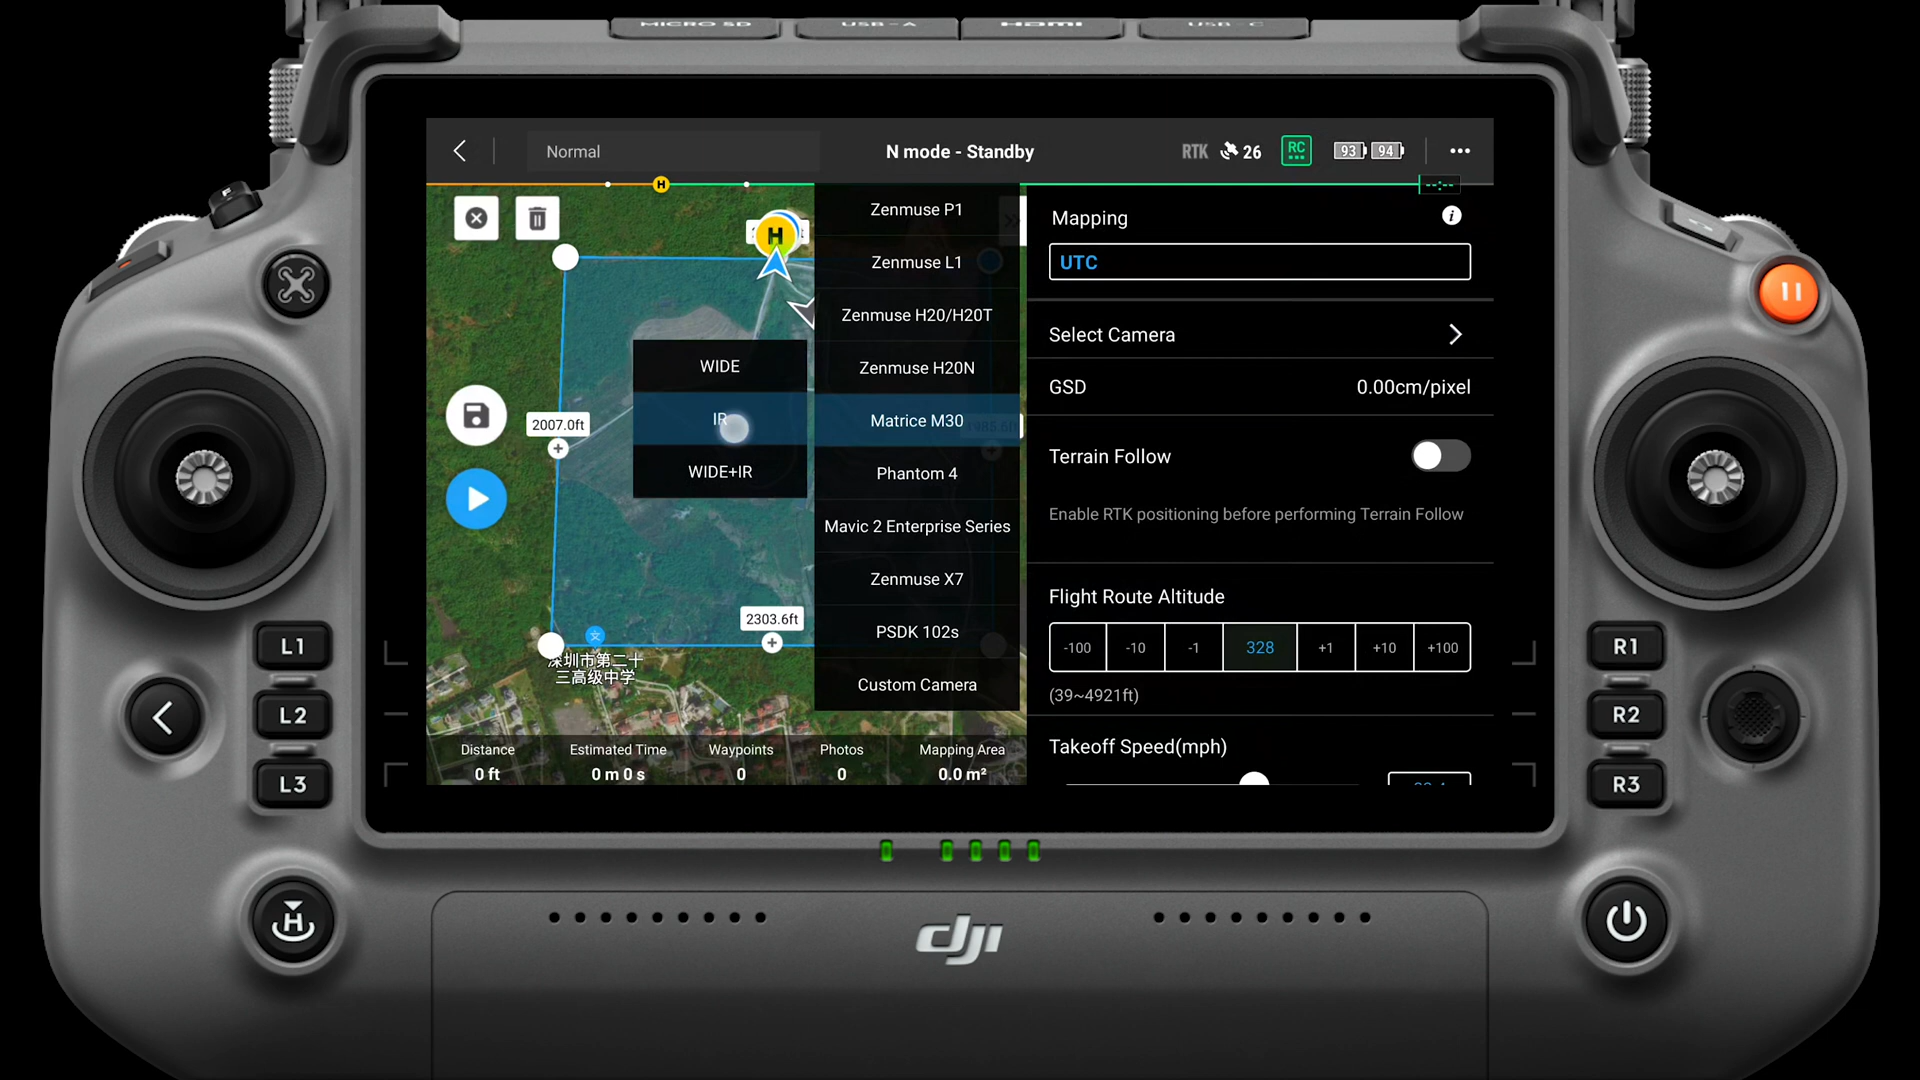 MICRO SD
USB-A
HDMI
USB-C
Normal
N mode - Standby
RTK
26
RC
93
94
H
H
Zenmuse P1
Zenmuse L1
Zenmuse H20/H20T
Zenmuse H20N
Matrice M30
Phantom 4
Mavic 2 Enterprise Series
Zenmuse X7
PSDK 102s
Custom Camera
WIDE
IR
WIDE+IR
2007.0ft
2303.6ft
文
深圳市第二十
三高级中学
Distance
0 ft
Estimated Time
0 m 0 s
Waypoints
0
Photos
0
Mapping Area
0.0 m²
Mapping
UTC
Select Camera
GSD
0.00cm/pixel
Terrain Follow
Enable RTK positioning before performing Terrain Follow
Flight Route Altitude
-100
-10
-1
328
+1
+10
+100
(39~4921ft)
Takeoff Speed(mph)
L1
L2
L3
R1
R2
R3
H
dji